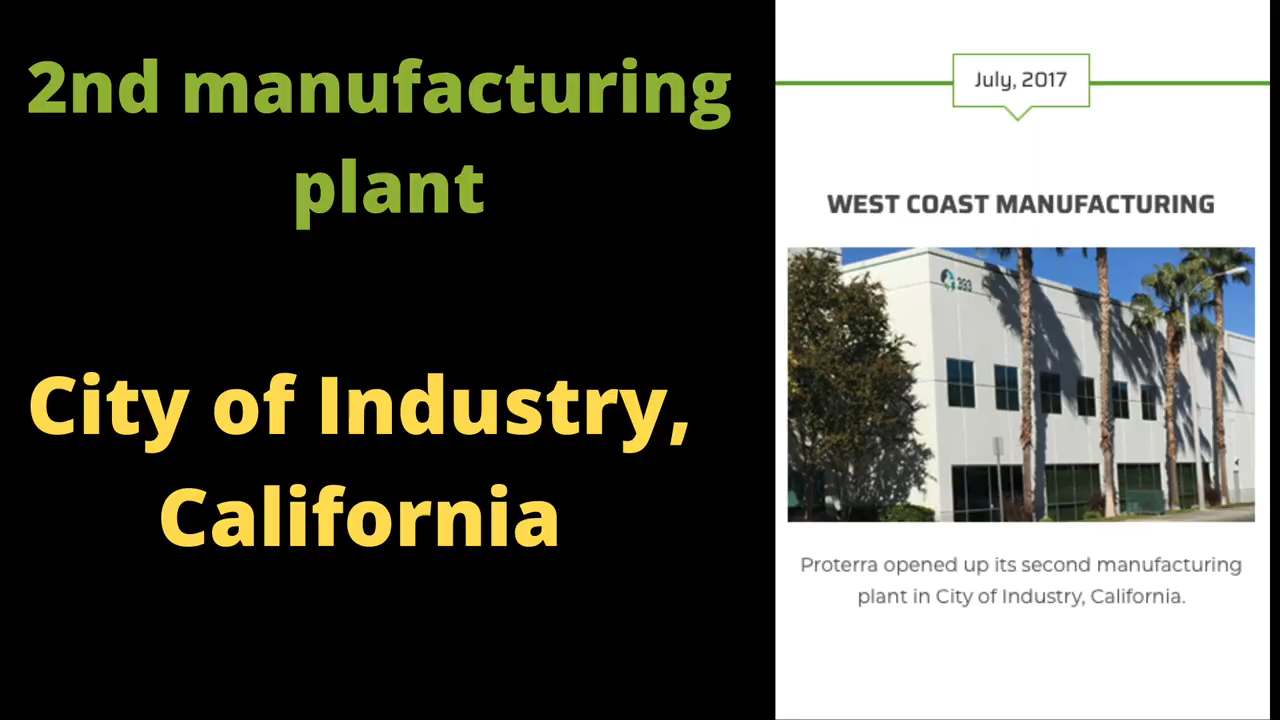 2nd manufacturing
plant
City of Industry,
California
July, 2017
WEST COAST MANUFACTURING
393
Proterra opened up its second manufacturing
plant in City of Industry, California.